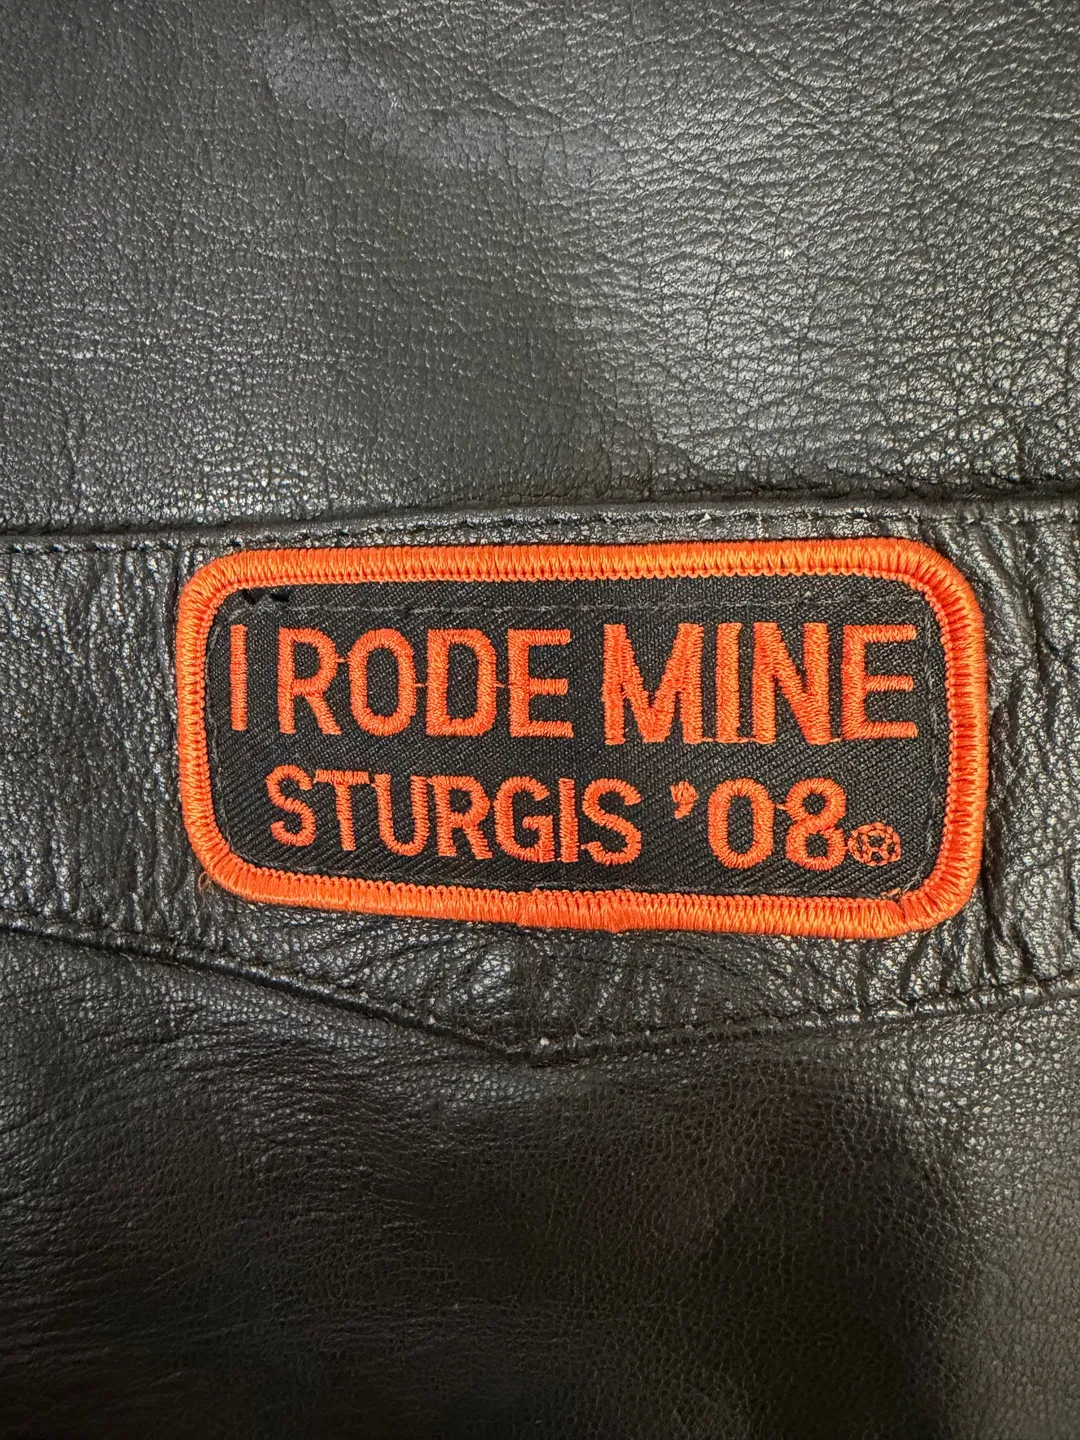 I RODE MINE
STURGIS '08